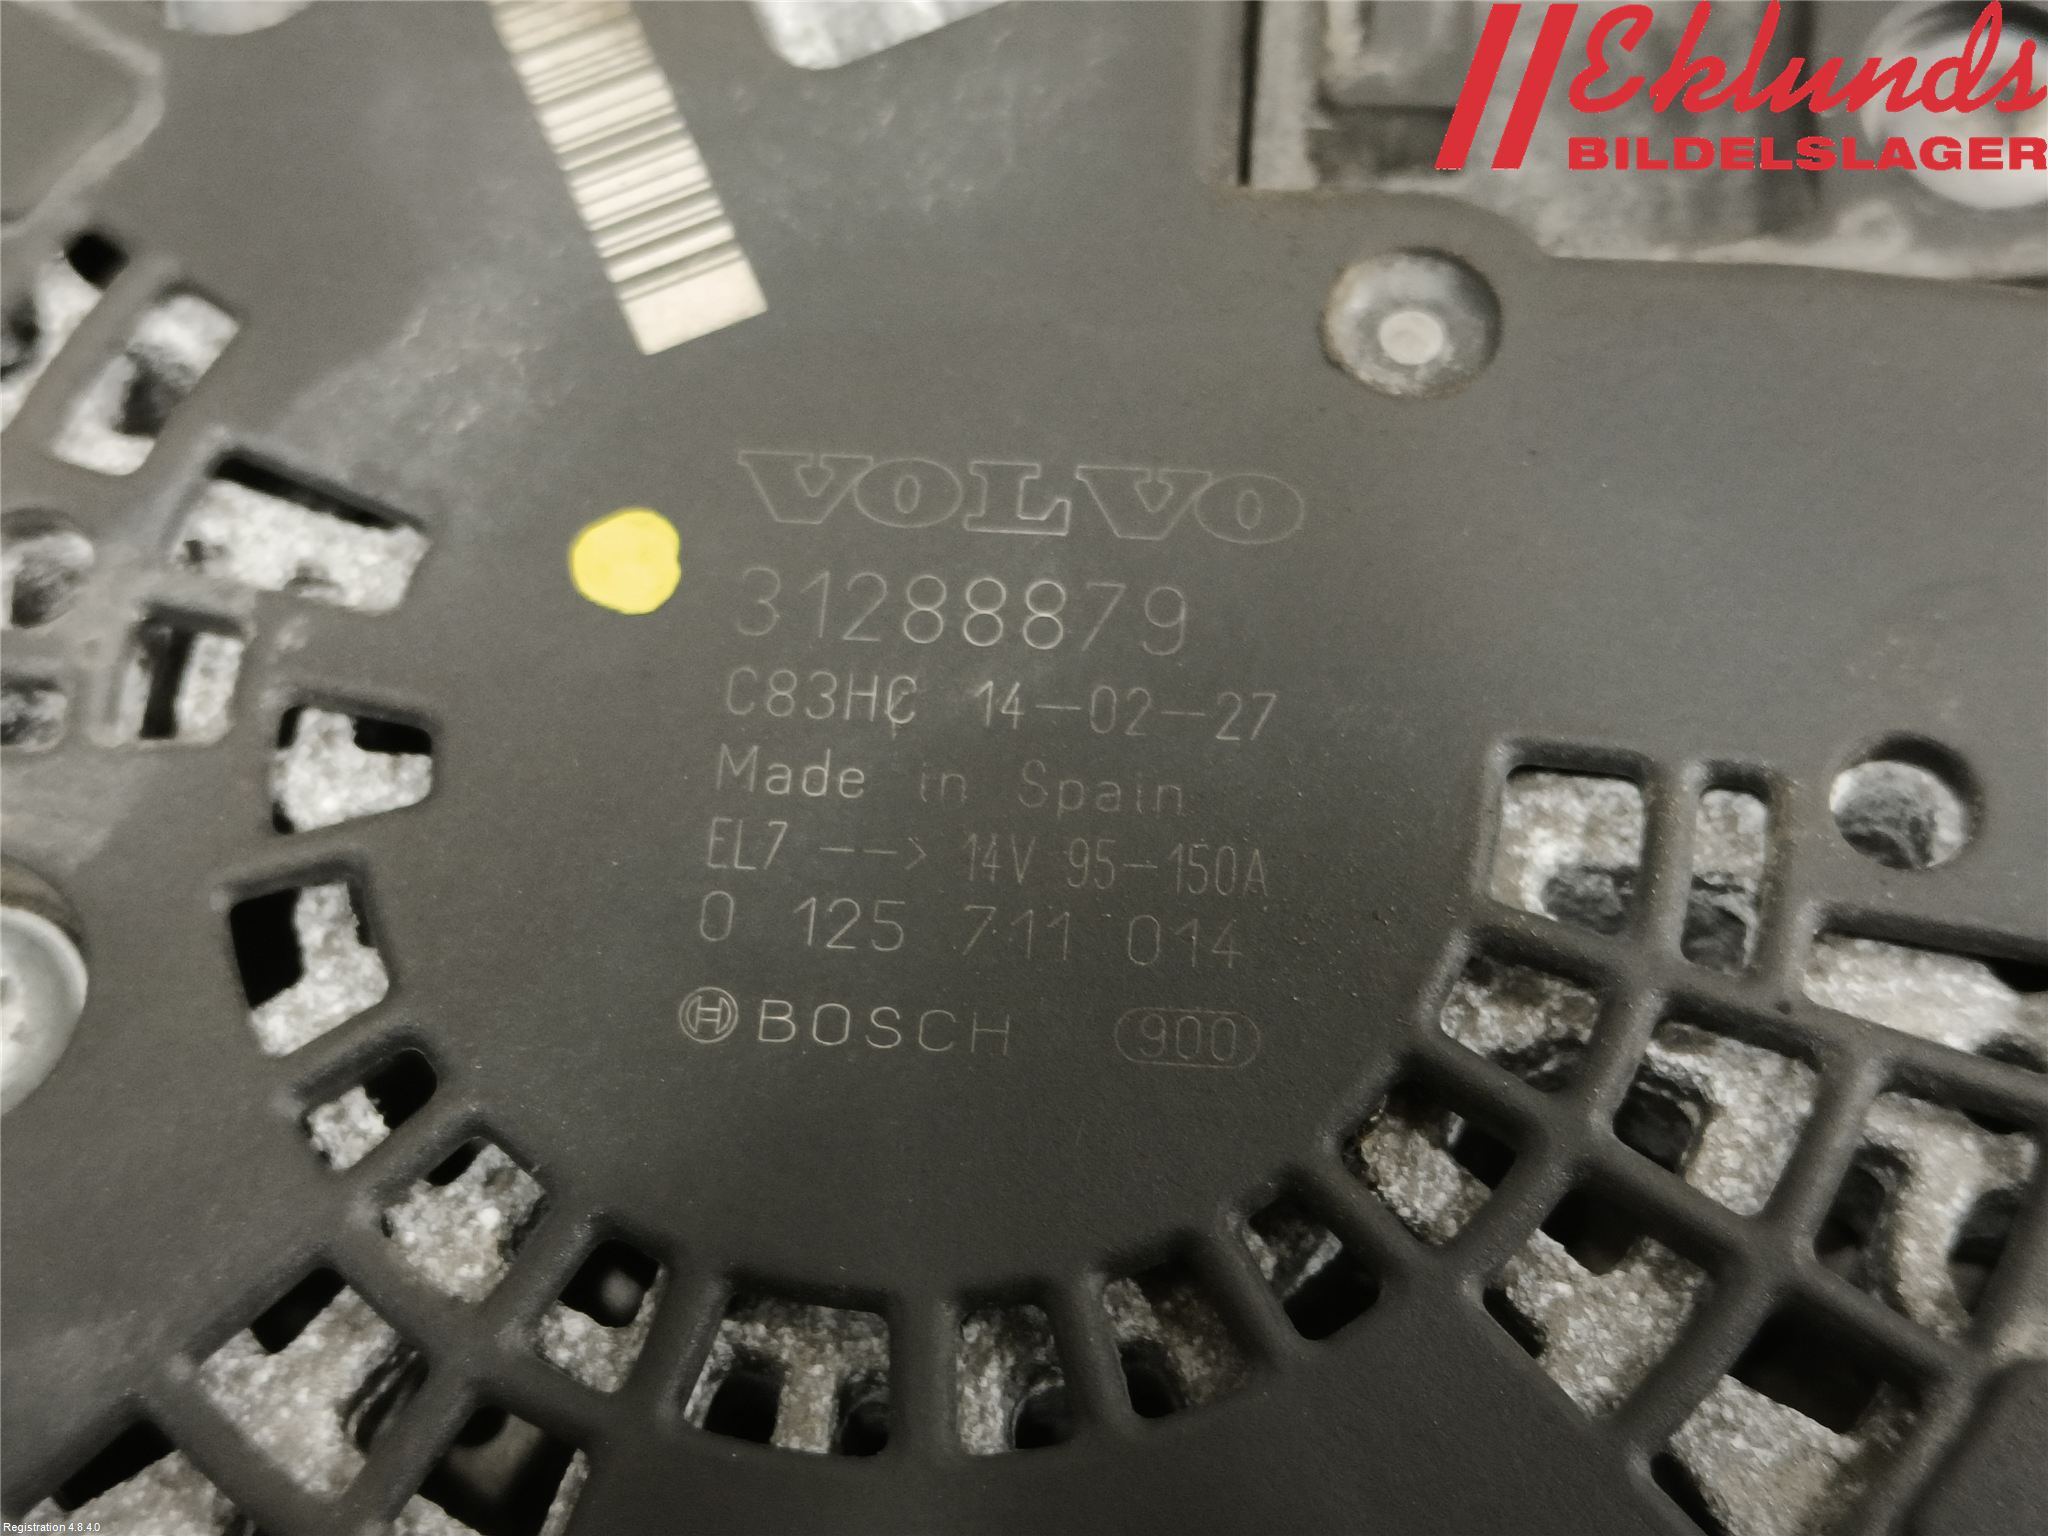 Eklunds
BILDELSLAGER
VOLVO
31288879
C83HC 14-02-27
Made in Spain
EL7 --> 14V 95-150A
0 125 711 014
BOSCH 900
Registration 4.8.4.0